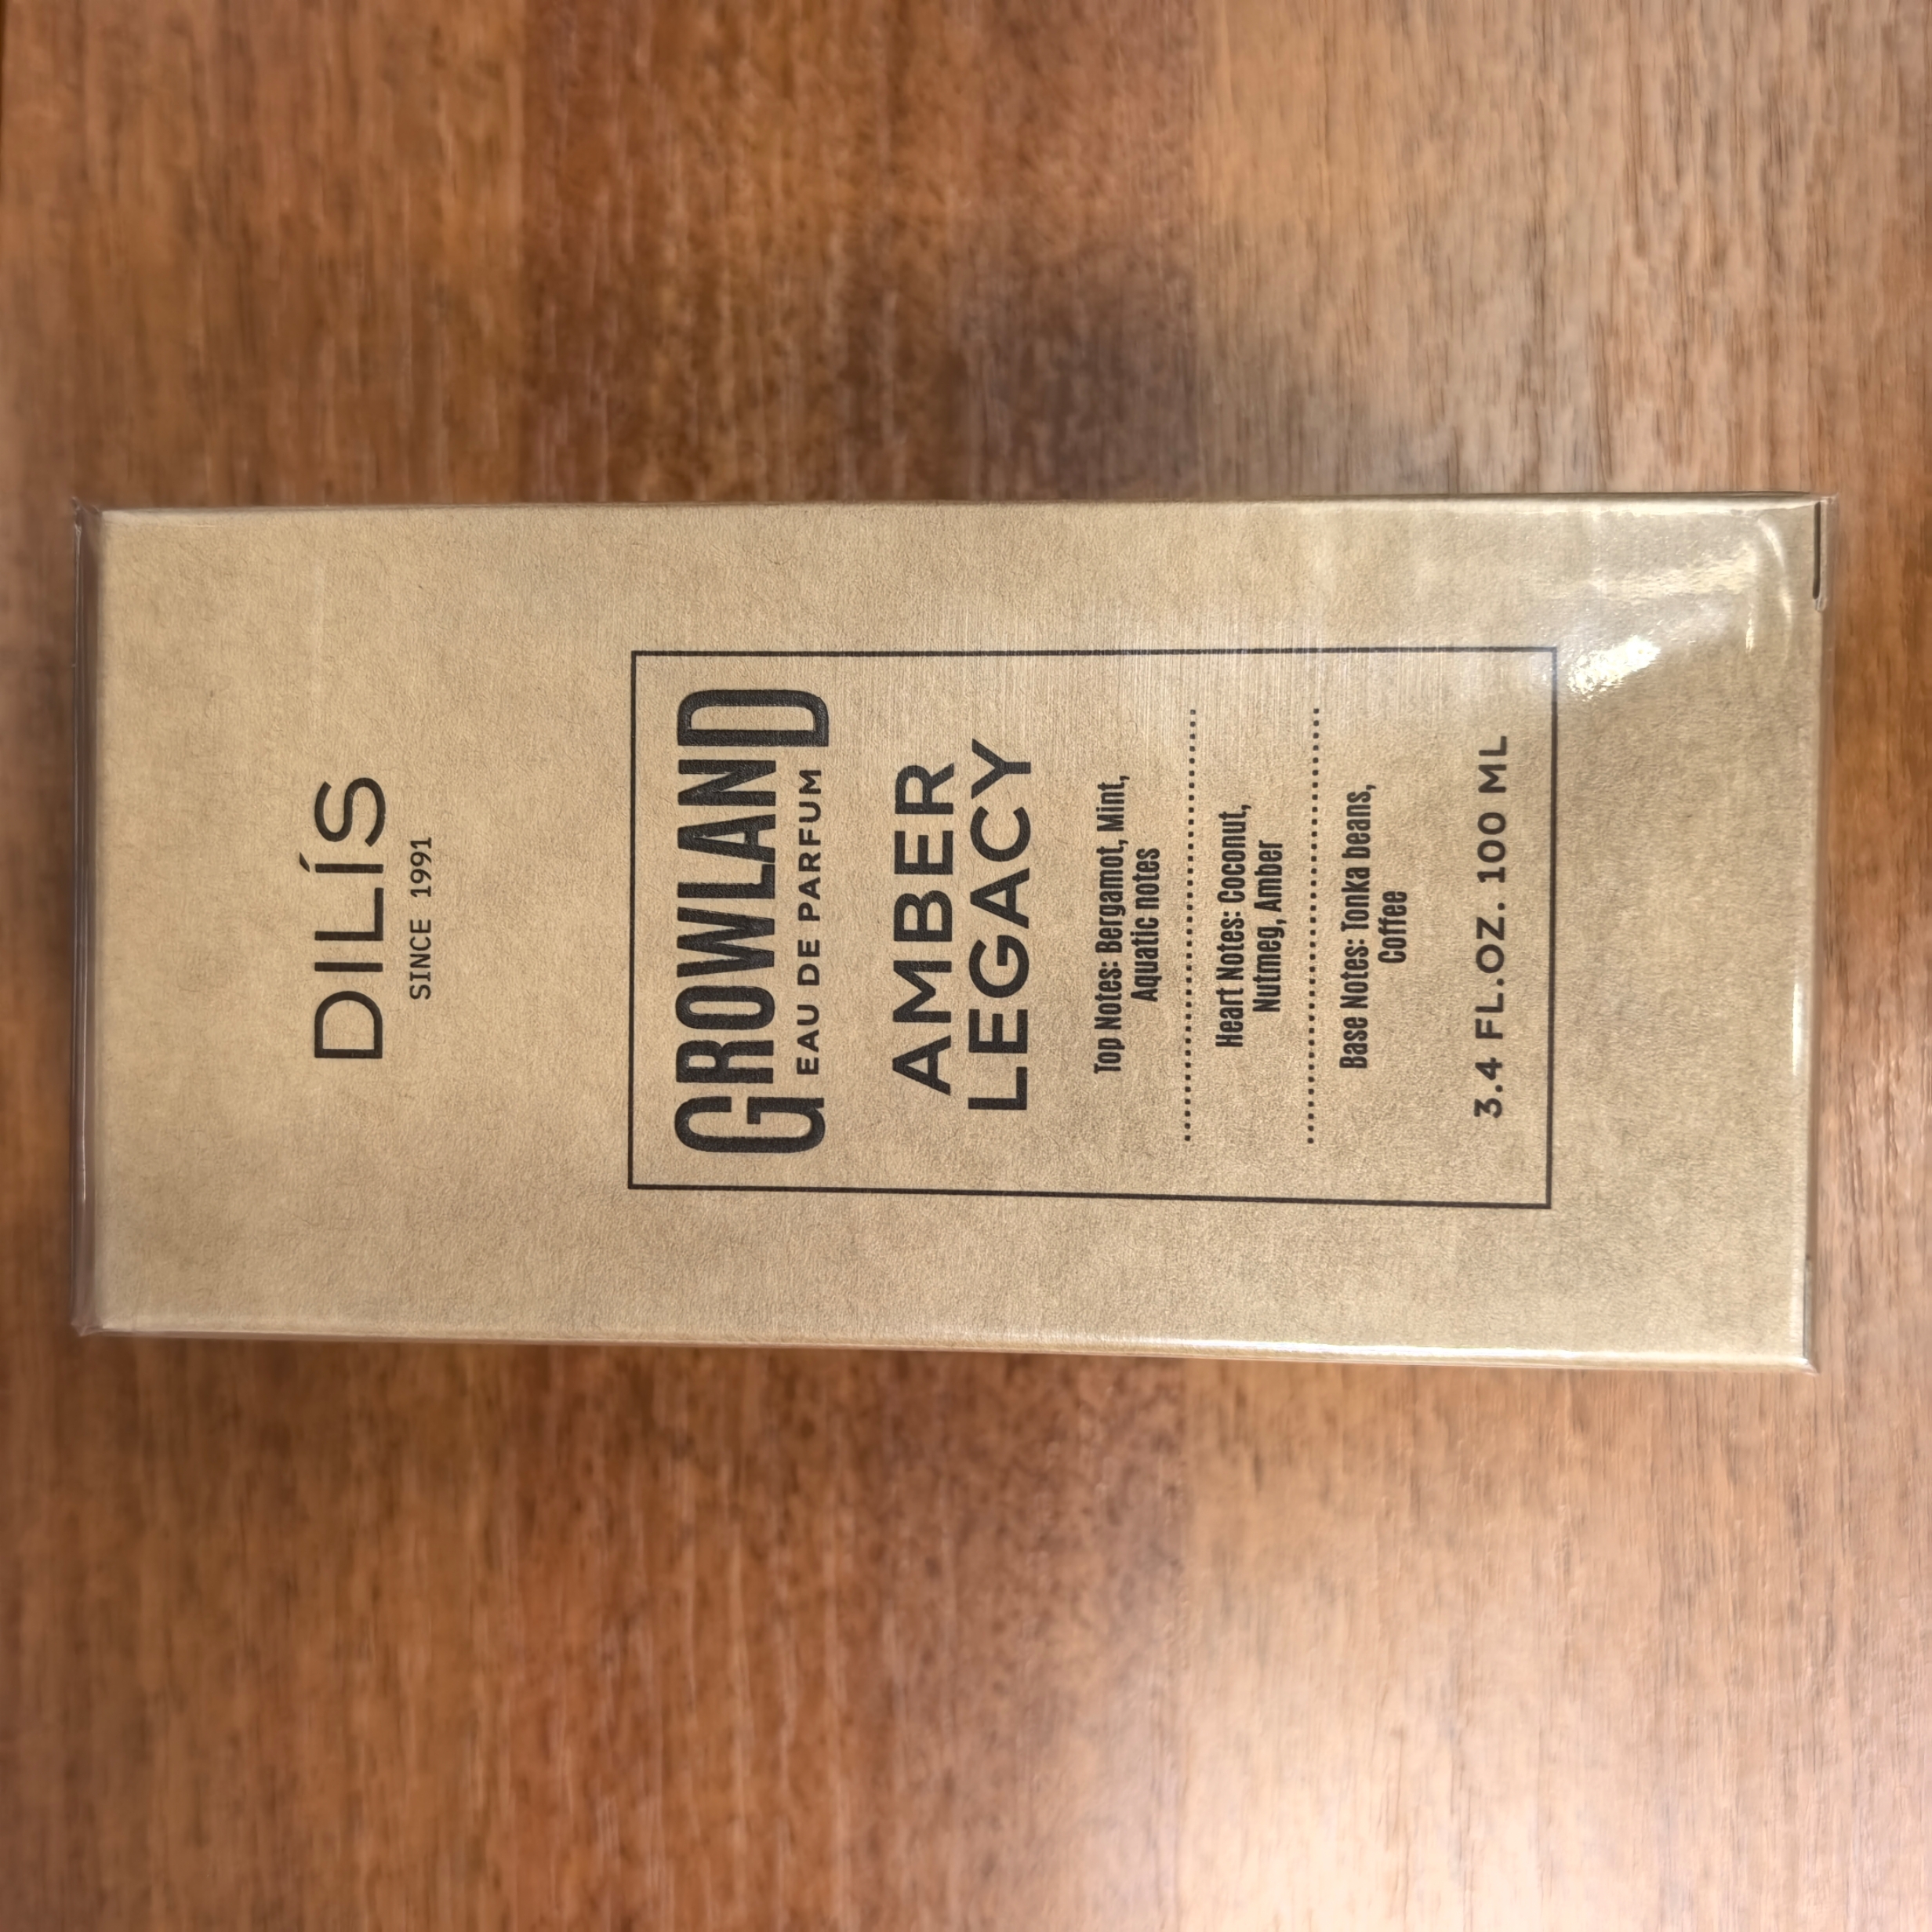 DILÍS
SINCE 1991
GROWLAND
EAU DE PARFUM
AMBER
LEGACY
Top Notes: Bergamot, Mint,
Aquatic notes
Heart Notes: Coconut,
Nutmeg, Amber
Base Notes: Tonka beans,
Coffee
3.4 FL.OZ. 100 ML